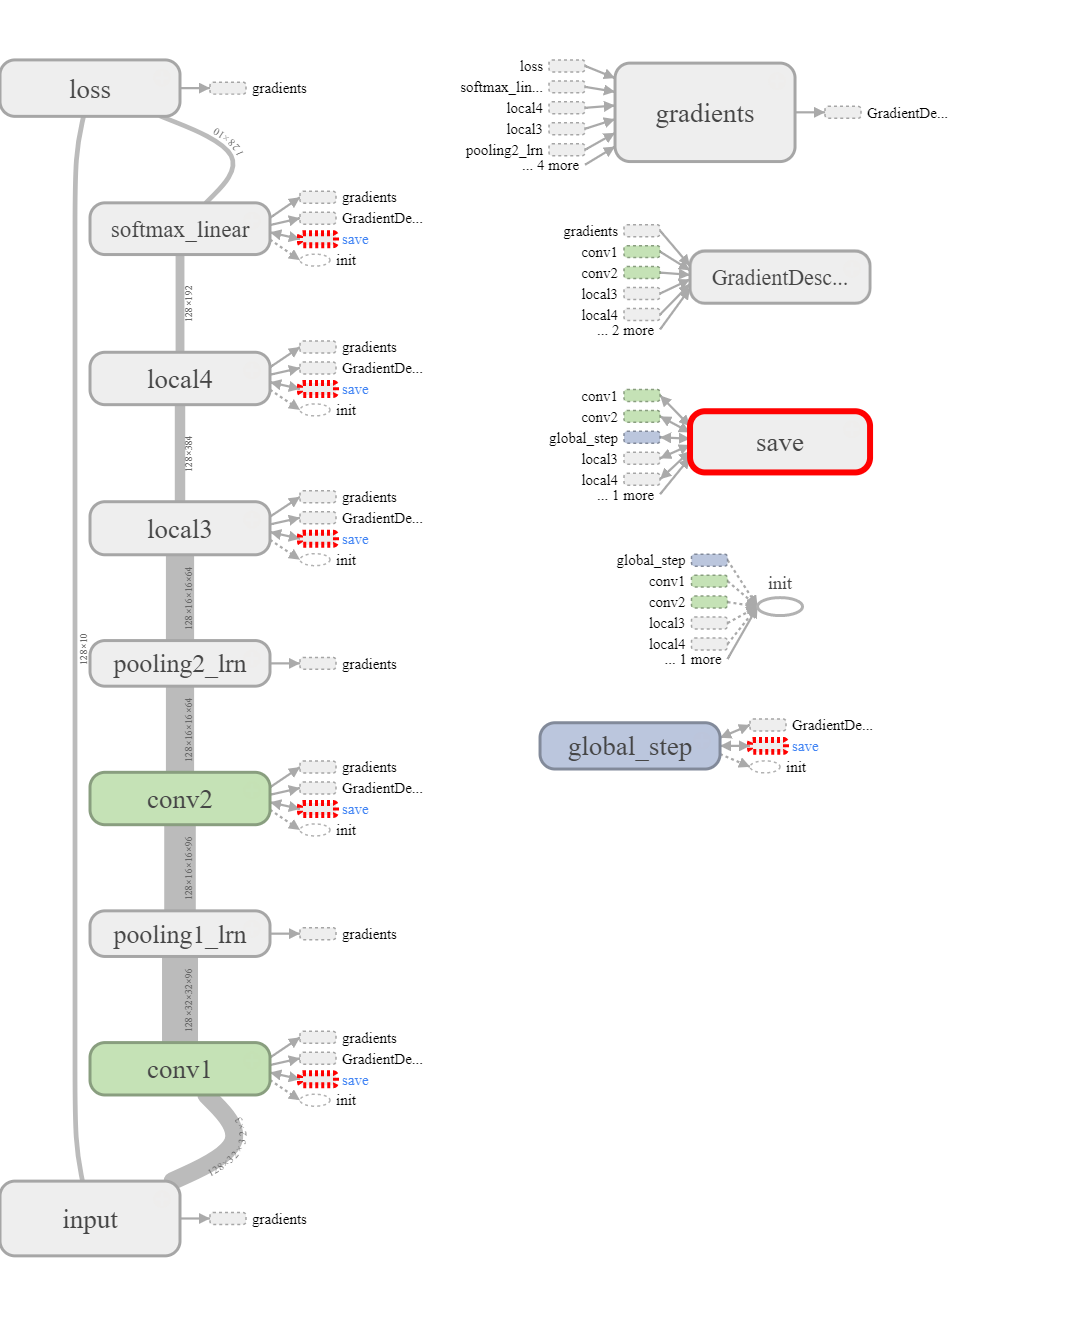 loss
gradients
128×10
softmax_linear
gradients
GradientDe...
save
init
128×192
local4
gradients
GradientDe...
save
init
128×384
local3
gradients
GradientDe...
save
init
128×16×16×64
128×10
pooling2_lrn
gradients
128×16×16×64
conv2
gradients
GradientDe...
save
init
128×16×16×96
pooling1_lrn
gradients
128×32×32×96
conv1
gradients
GradientDe...
save
init
input
gradients
loss
softmax_lin...
local4
local3
pooling2_lrn
... 4 more
gradients
GradientDe...
gradients
conv1
conv2
local3
local4
... 2 more
GradientDesc...
conv1
conv2
global_step
local3
local4
... 1 more
save
global_step
conv1
conv2
local3
local4
... 1 more
init
global_step
GradientDe...
save
init